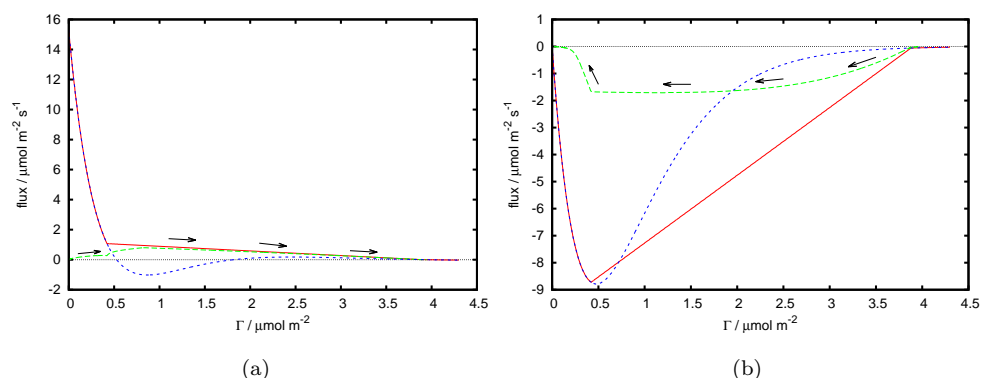 16
14
12
10
8
6
4
2
0
-2
flux / μmol m-2 s-1
0 0.5 1 1.5 2 2.5 3 3.5 4 4.5
Γ / μmol m-2
(a)
1
0
-1
-2
-3
-4
-5
-6
-7
-8
-9
flux / μmol m-2 s-1
0 0.5 1 1.5 2 2.5 3 3.5 4 4.5
Γ / μmol m-2
(b)